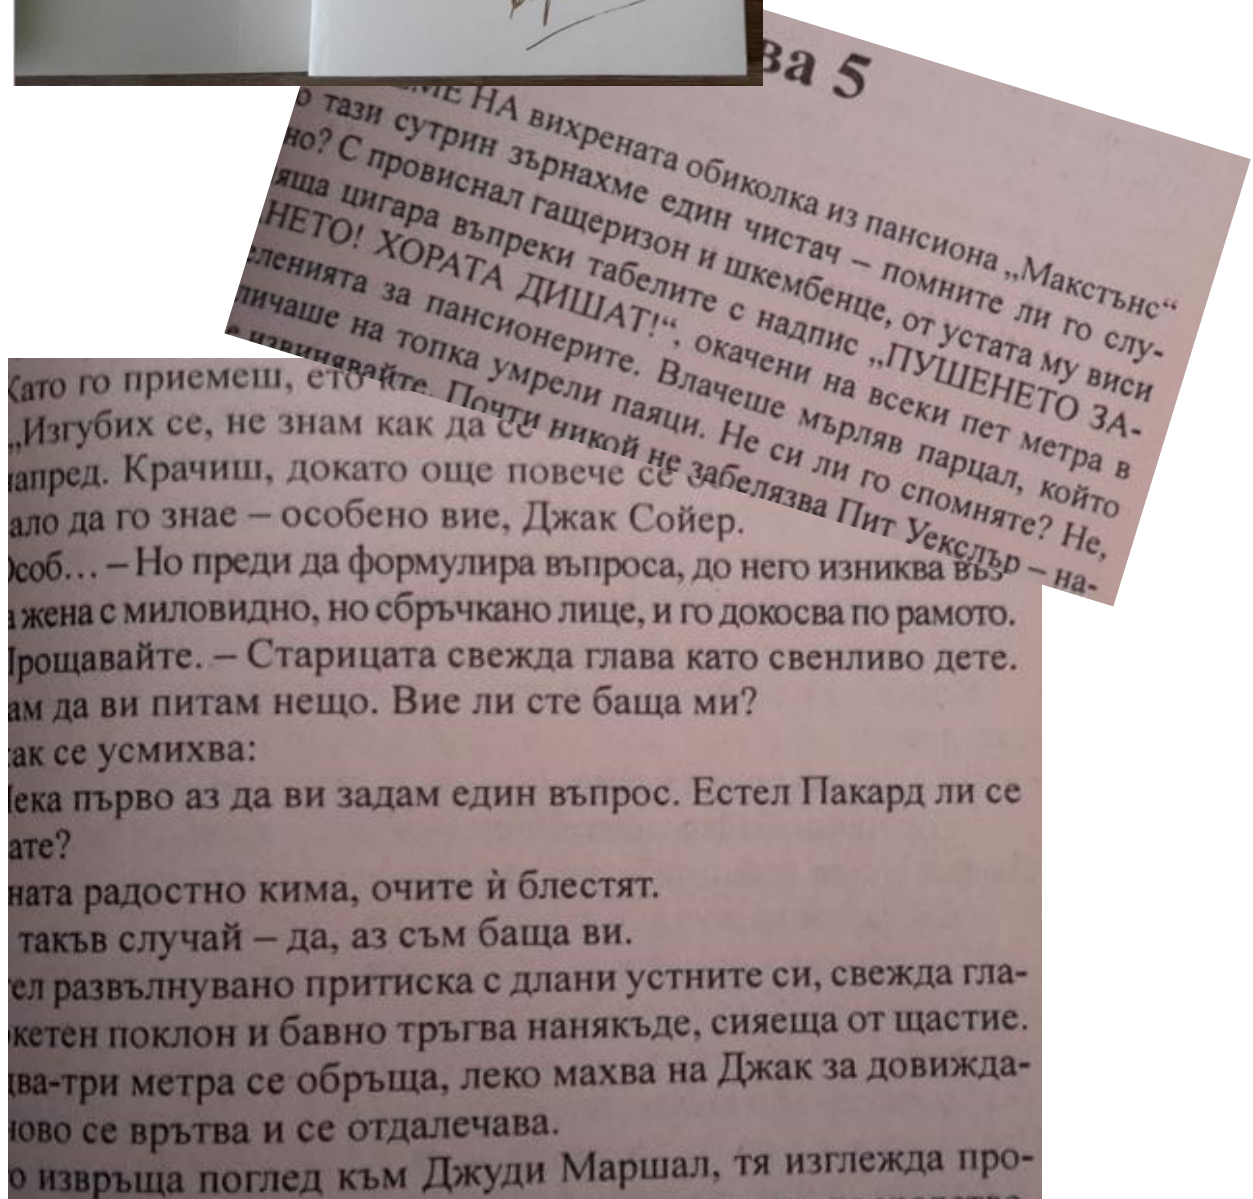 ва 5
ЕМЕ НА вихрената обиколка из пансиона „Макстънс“
о тази сутрин зърнахме един чистач – помните ли го слу-
но? С провиснал гащеризон и шкембенце, от устата му виси
яща цигара въпреки табелите с надпис „ПУШЕНЕТО ЗА-
НЕТО! ХОРАТА ДИШАТ!“, окачени на всеки пет метра в
еленията за пансионерите. Влачеше мърляв парцал, който
личаше на топка умрели паяци. Не си ли го спомняте? Не,
е извинявайте. Почти никой не забелязва Пит Уекслър – на-
Като го приемеш, ето
„Изгубих се, не знам как да се
напред. Крачиш, докато още повече се
ало да го знае – особено вие, Джак Сойер.
Особ... – Но преди да формулира въпроса, до него изниква въз-
а жена с миловидно, но сбръчкано лице, и го докосва по рамото.
Прощавайте. – Старицата свежда глава като свенливо дете.
ам да ви питам нещо. Вие ли сте баща ми?
ак се усмихва:
Нека първо аз да ви задам един въпрос. Естел Пакард ли се
ате?
ната радостно кима, очите ѝ блестят.
такъв случай – да, аз съм баща ви.
ел развълнувано притиска с длани устните си, свежда гла-
кетен поклон и бавно тръгва нанякъде, сияеща от щастие.
два-три метра се обръща, леко махва на Джак за довижда-
ново се врътва и се отдалечава.
о извръща поглед към Джуди Маршал, тя изглежда про-